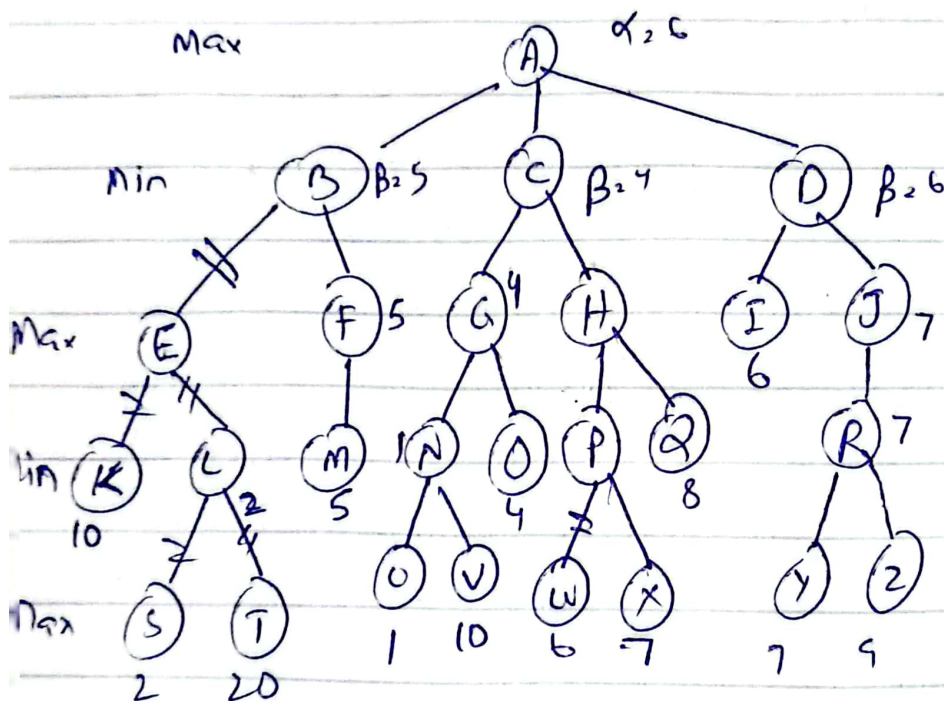 Max A α=6
Min B β=5 C β=4 D β=6
Max E F 5 G 4 H I J 7
6
Min K L 2 M 1 N O P Q R 7
10 5 4 8
Max S T U V W X Y Z
2 20 1 10 6 -7 7 9